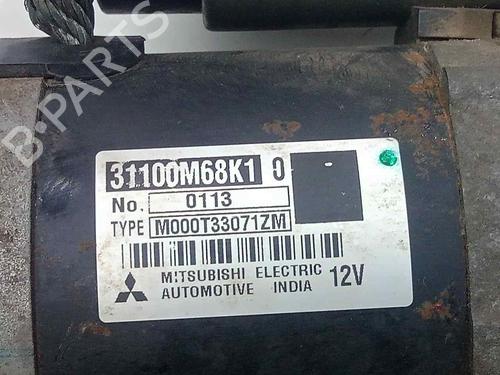 B-PARTS
31100M68K1 0
No. 0113
TYPE M000T33071ZM
MITSUBISHI ELECTRIC
AUTOMOTIVE INDIA 12V